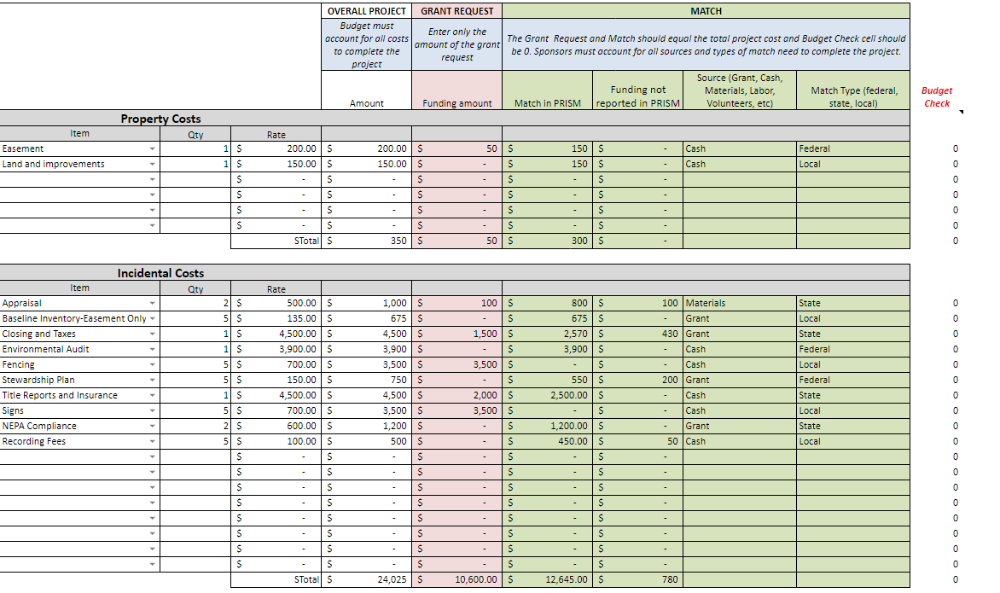 OVERALL PROJECT GRANT REQUEST MATCH
Budget must
account for all costs
to complete the
project
Enter only the
amount of the grant
request
The Grant Request and Match should equal the total project cost and Budget Check cell should
be 0. Sponsors must account for all sources and types of match need to complete the project.
Amount
Funding amount
Match in PRISM
Funding not
reported in PRISM
Source (Grant, Cash,
Materials, Labor,
Volunteers, etc)
Match Type (federal,
state, local)
Budget
Check
Property Costs
Item Qty Rate
Easement 1 $ 200.00 $ 200.00 $ 50 $ 150 $ - Cash Federal 0
Land and improvements 1 $ 150.00 $ 150.00 $ - $ 150 $ - Cash Local 0
$ - $ - $ - $ - $ - 0
$ - $ - $ - $ - $ - 0
$ - $ - $ - $ - $ - 0
$ - $ - $ - $ - $ - 0
STotal $ 350 $ 50 $ 300 $ - 0
Incidental Costs
Item Qty Rate
Appraisal 2 $ 500.00 $ 1,000 $ 100 $ 800 $ 100 Materials State 0
Baseline Inventory-Easement Only 5 $ 135.00 $ 675 $ - $ 675 $ - Grant Local 0
Closing and Taxes 1 $ 4,500.00 $ 4,500 $ 1,500 $ 2,570 $ 430 Grant State 0
Environmental Audit 1 $ 3,900.00 $ 3,900 $ - $ 3,900 $ - Cash Federal 0
Fencing 5 $ 700.00 $ 3,500 $ 3,500 $ - $ - Cash Local 0
Stewardship Plan 5 $ 150.00 $ 750 $ - $ 550 $ 200 Grant Federal 0
Title Reports and Insurance 1 $ 4,500.00 $ 4,500 $ 2,000 $ 2,500.00 $ - Cash State 0
Signs 5 $ 700.00 $ 3,500 $ 3,500 $ - $ - Cash Local 0
NEPA Compliance 2 $ 600.00 $ 1,200 $ - $ 1,200.00 $ - Grant State 0
Recording Fees 5 $ 100.00 $ 500 $ - $ 450.00 $ 50 Cash Local 0
$ - $ - $ - $ - $ - 0
$ - $ - $ - $ - $ - 0
$ - $ - $ - $ - $ - 0
$ - $ - $ - $ - $ - 0
$ - $ - $ - $ - $ - 0
$ - $ - $ - $ - $ - 0
$ - $ - $ - $ - $ - 0
$ - $ - $ - $ - $ - 0
STotal $ 24,025 $ 10,600.00 $ 12,645.00 $ 780 0